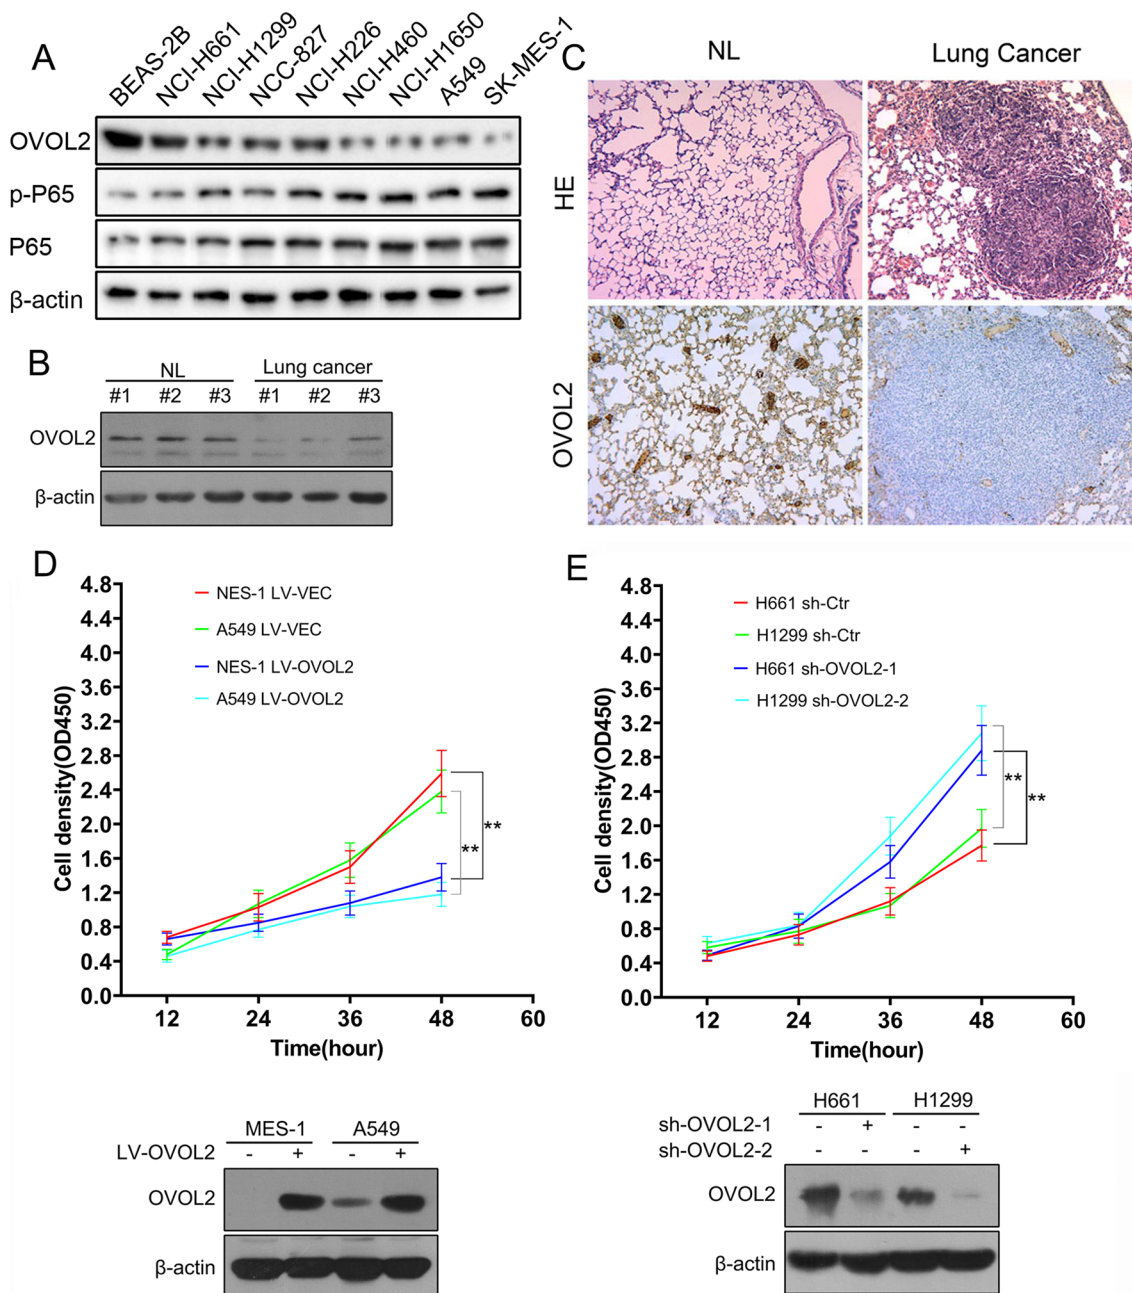 A
BEAS-2B
NCI-H661
NCI-H1299
NCC-827
NCI-H226
NCI-H460
NCI-H1650
A549
SK-MES-1
OVOL2
p-P65
P65
β-actin
B
NL Lung cancer
#1 #2 #3 #1 #2 #3
OVOL2
β-actin
C
NL Lung Cancer
HE
OVOL2
D
NES-1 LV-VEC
A549 LV-VEC
NES-1 LV-OVOL2
A549 LV-OVOL2
Cell density(OD450)
4.8
4.4
4.0
3.6
3.2
2.8
2.4
2.0
1.6
1.2
0.8
0.4
0.0
**
**
12 24 36 48 60
Time(hour)
MES-1 A549
LV-OVOL2 - + - +
OVOL2
β-actin
E
H661 sh-Ctr
H1299 sh-Ctr
H661 sh-OVOL2-1
H1299 sh-OVOL2-2
Cell density(OD450)
4.8
4.4
4.0
3.6
3.2
2.8
2.4
2.0
1.6
1.2
0.8
0.4
0.0
**
**
12 24 36 48 60
Time(hour)
H661 H1299
sh-OVOL2-1 - + - -
sh-OVOL2-2 - - - +
OVOL2
β-actin